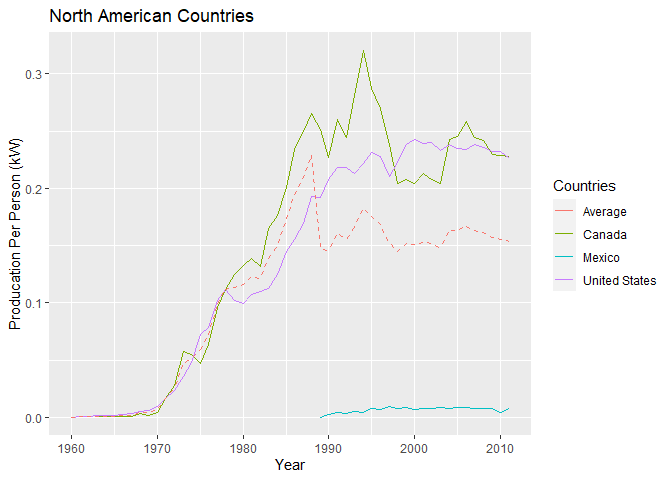 North American Countries
Producation Per Person (kW)
0.3
0.2
0.1
0.0
1960 1970 1980 1990 2000 2010
Year
Countries
Average
Canada
Mexico
United States